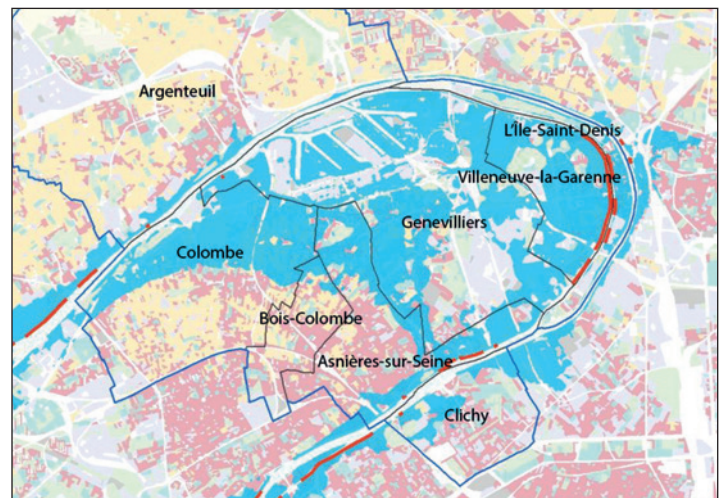 Argenteuil
L'Île-Saint-Denis
Villeneuve-la-Garenne
Genevilliers
Colombe
Bois-Colombe
Asnières-sur-Seine
Clichy